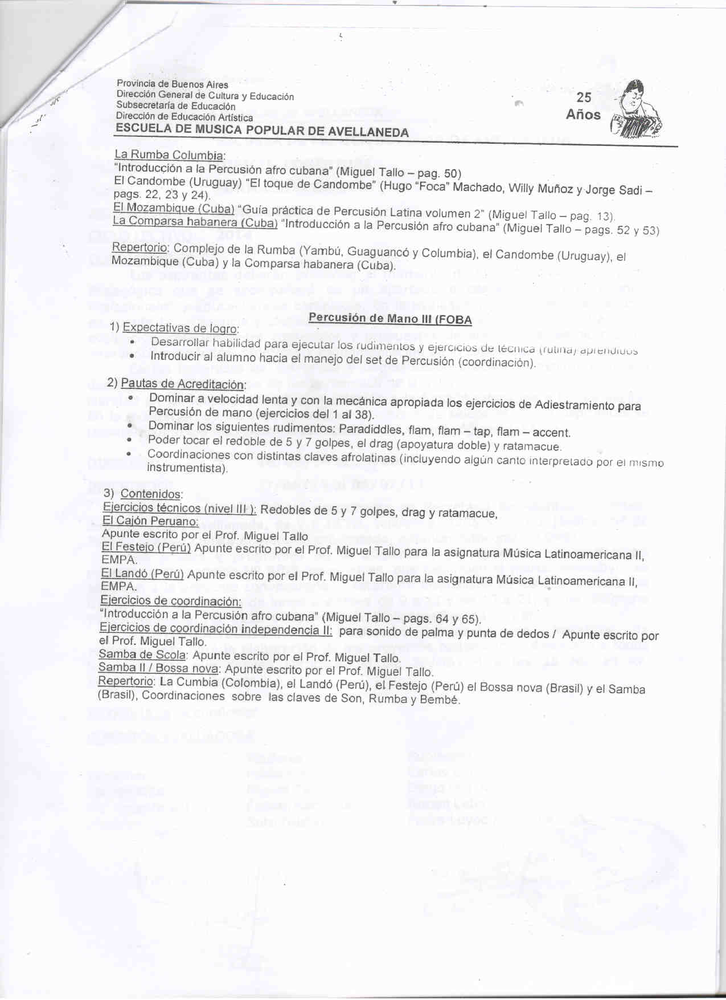 Provincia de Buenos Aires
Dirección General de Cultura y Educación
Subsecretaría de Educación
Dirección de Educación Artística
ESCUELA DE MUSICA POPULAR DE AVELLANEDA
25
Años
La Rumba Columbia:
"Introducción a la Percusión afro cubana" (Miguel Tallo – pag. 50)
El Candombe (Uruguay) "El toque de Candombe" (Hugo "Foca" Machado, Willy Muñoz y Jorge Sadi –
pags. 22, 23 y 24).
El Mozambique (Cuba) "Guía práctica de Percusión Latina volumen 2" (Miguel Tallo – pag. 13).
La Comparsa habanera (Cuba) "Introducción a la Percusión afro cubana" (Miguel Tallo – pags. 52 y 53)
Repertorio: Complejo de la Rumba (Yambú, Guaguancó y Columbia), el Candombe (Uruguay), el
Mozambique (Cuba) y la Comparsa habanera (Cuba).
Percusión de Mano III (FOBA
1) Expectativas de logro:
• Desarrollar habilidad para ejecutar los rudimentos y ejercicios de técnica (rutina) aprendidos
• Introducir al alumno hacia el manejo del set de Percusión (coordinación).
2) Pautas de Acreditación:
• Dominar a velocidad lenta y con la mecánica apropiada los ejercicios de Adiestramiento para
Percusión de mano (ejercicios del 1 al 38).
• Dominar los siguientes rudimentos: Paradiddles, flam, flam – tap, flam – accent.
• Poder tocar el redoble de 5 y 7 golpes, el drag (apoyatura doble) y ratamacue.
• Coordinaciones con distintas claves afrolatinas (incluyendo algún canto interpretado por el mismo
instrumentista).
3) Contenidos:
Ejercicios técnicos (nivel III ): Redobles de 5 y 7 golpes, drag y ratamacue,
El Cajón Peruano:
Apunte escrito por el Prof. Miguel Tallo
El Festejo (Perú) Apunte escrito por el Prof. Miguel Tallo para la asignatura Música Latinoamericana II,
EMPA.
El Landó (Perú) Apunte escrito por el Prof. Miguel Tallo para la asignatura Música Latinoamericana II,
EMPA.
Ejercicios de coordinación:
"Introducción a la Percusión afro cubana" (Miguel Tallo – pags. 64 y 65).
Ejercicios de coordinación independencia II: para sonido de palma y punta de dedos / Apunte escrito por
el Prof. Miguel Tallo.
Samba de Scola: Apunte escrito por el Prof. Miguel Tallo.
Samba II / Bossa nova: Apunte escrito por el Prof. Miguel Tallo.
Repertorio: La Cumbia (Colombia), el Landó (Perú), el Festejo (Perú) el Bossa nova (Brasil) y el Samba
(Brasil), Coordinaciones sobre las claves de Son, Rumba y Bembé.